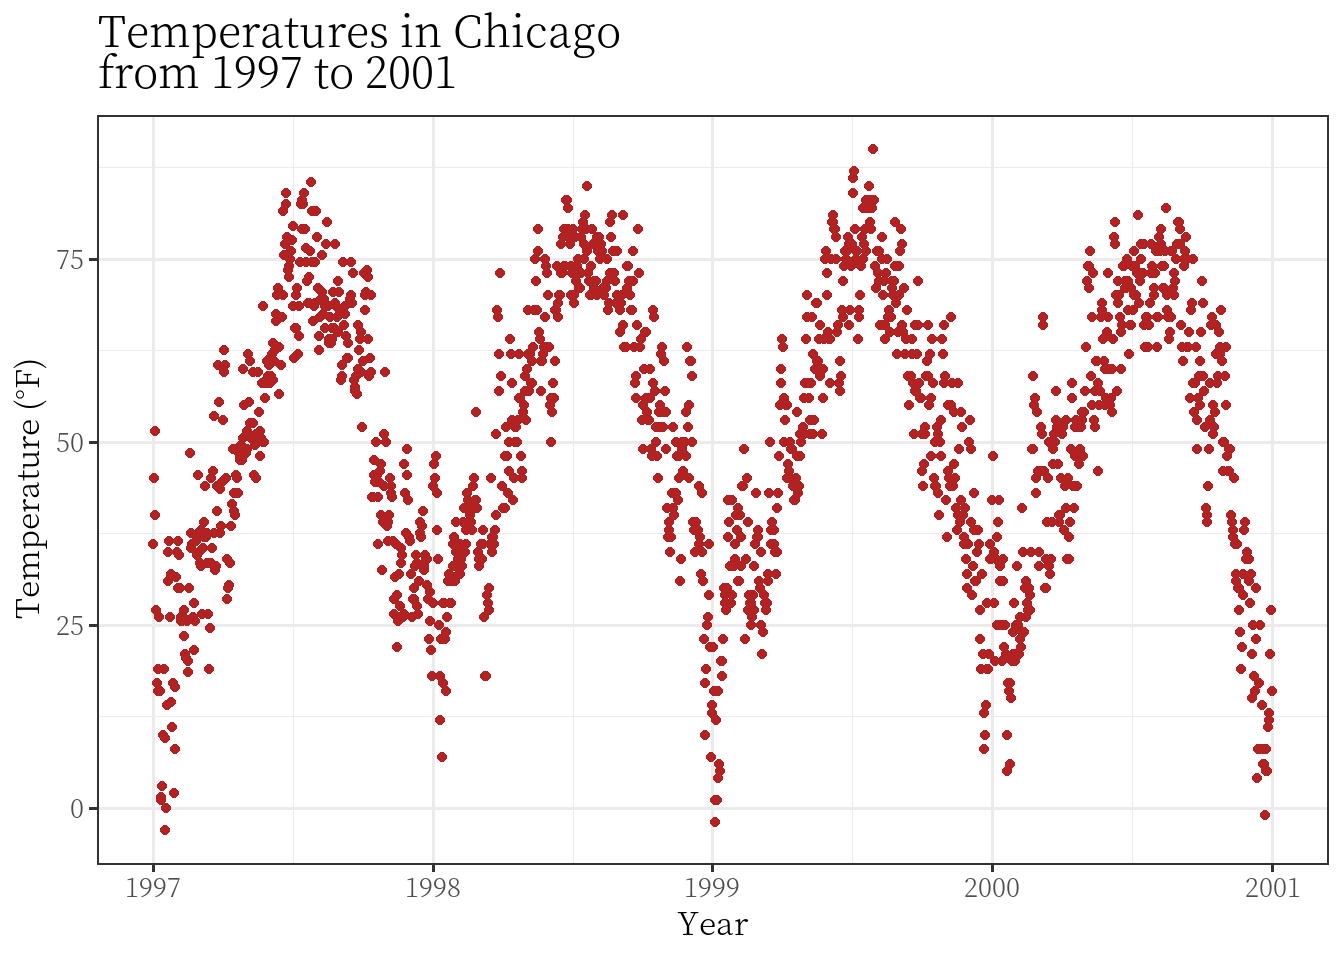 Temperatures in Chicago
from 1997 to 2001
Temperature (°F)
75
50
25
0
1997
1998
1999
2000
2001
Year